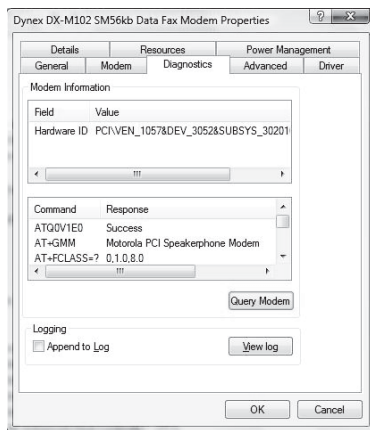 Dynex DX-M102 SM56kb Data Fax Modem Properties
Details Resources Power Management
General Modem Diagnostics Advanced Driver
Modem Information
Field Value
Hardware ID PCI\VEN_1057&DEV_3052&SUBSYS_30201
Command Response
ATQ0V1E0 Success
AT+GMM Motorola PCI Speakerphone Modem
AT+FCLASS=? 0,1.0,8.0
Query Modem
Logging
Append to Log View log
OK Cancel